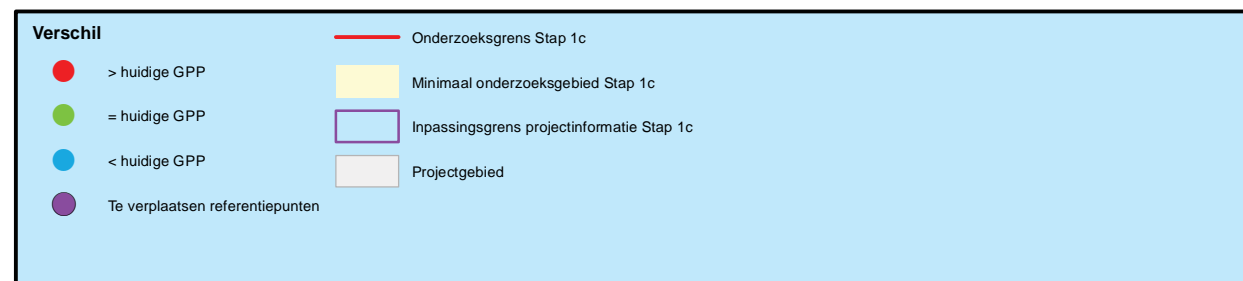 Verschil
> huidige GPP
= huidige GPP
< huidige GPP
Te verplaatsen referentiepunten
Onderzoeksgrens Stap 1c
Minimaal onderzoeksgebied Stap 1c
Inpassingsgrens projectinformatie Stap 1c
Projectgebied